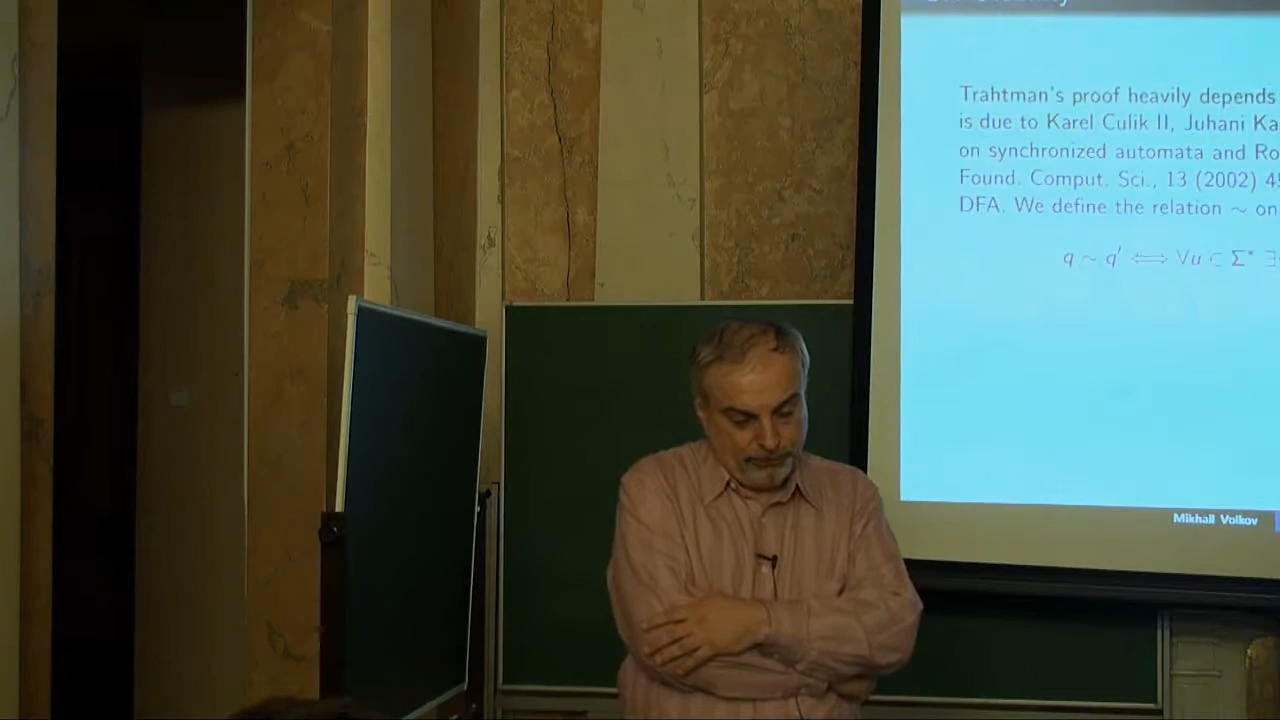 Trahtman's proof heavily depends
is due to Karel Culik II, Juhani Ka
on synchronized automata and Ro
Found. Comput. Sci., 13 (2002) 4
DFA. We define the relation ∼ on
q ∼ q′ ⟺ ∀u ∈ Σ* ∃
Mikhail Volkov